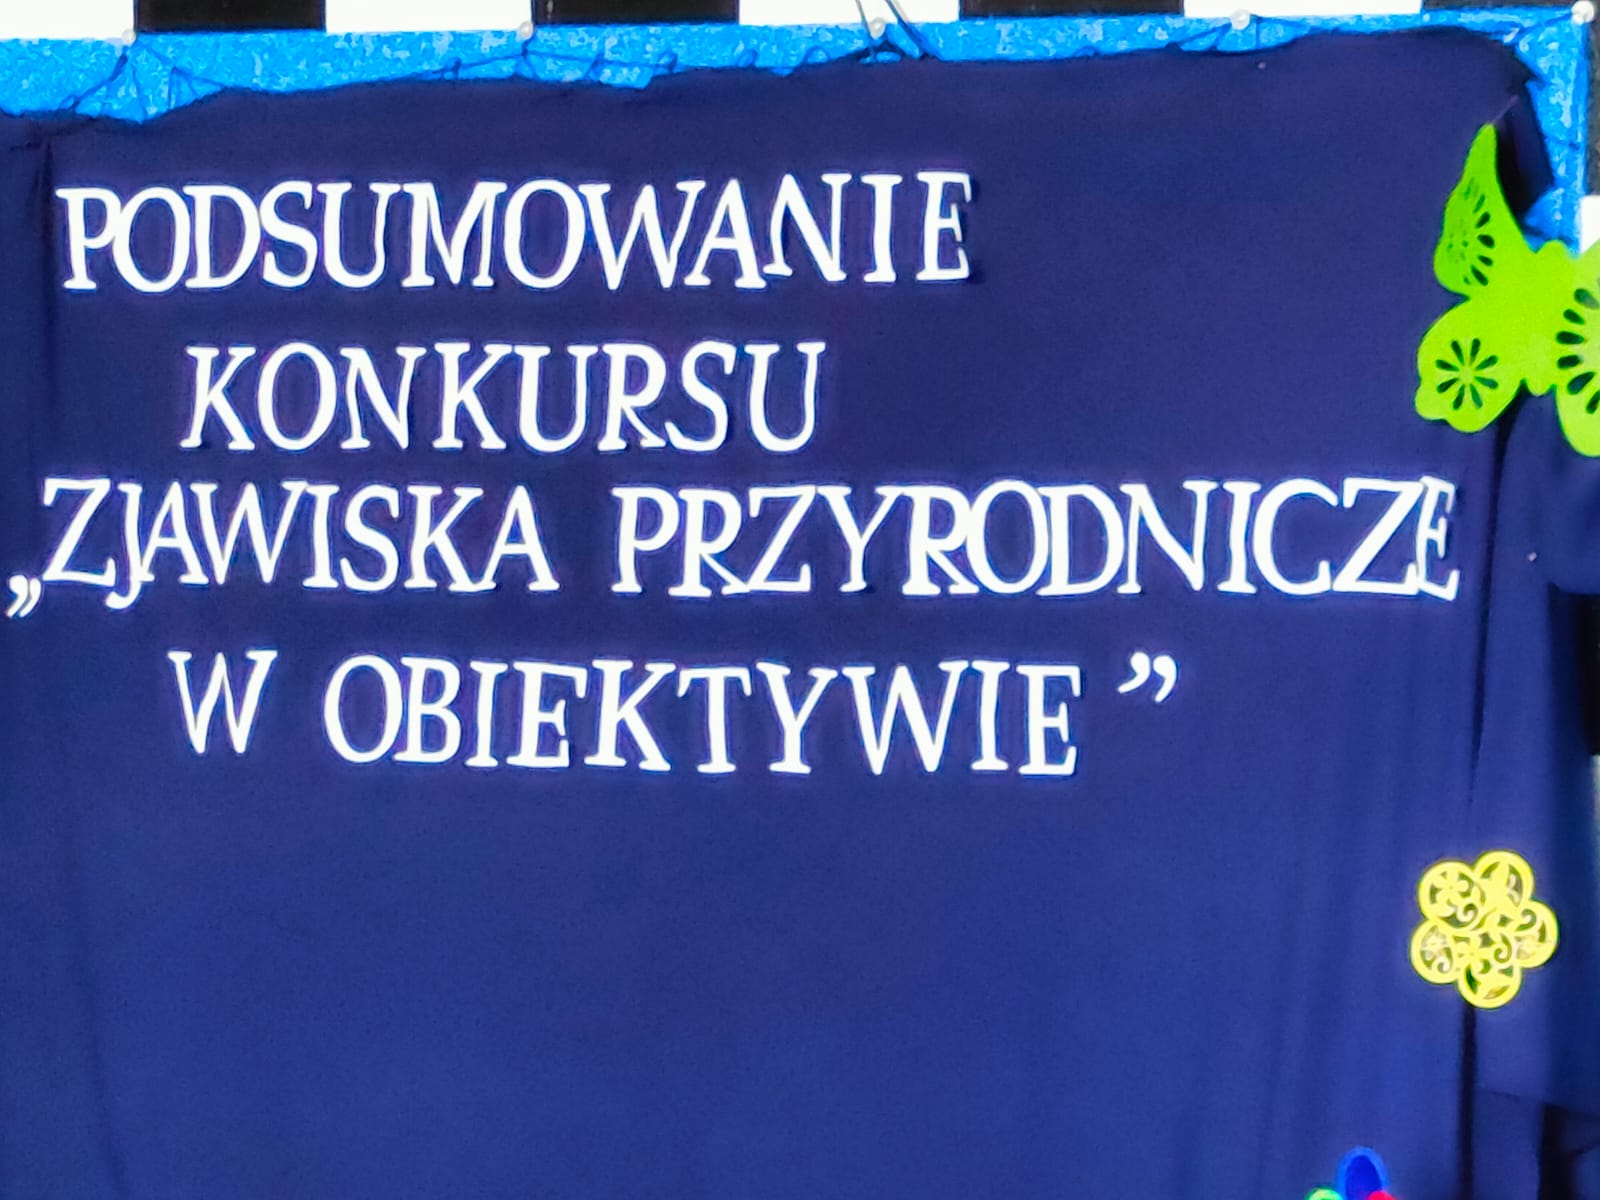 PODSUMOWANIE
KONKURSU
„ZJAWISKA PRZYRODNICZE
W OBIEKTYWIE”